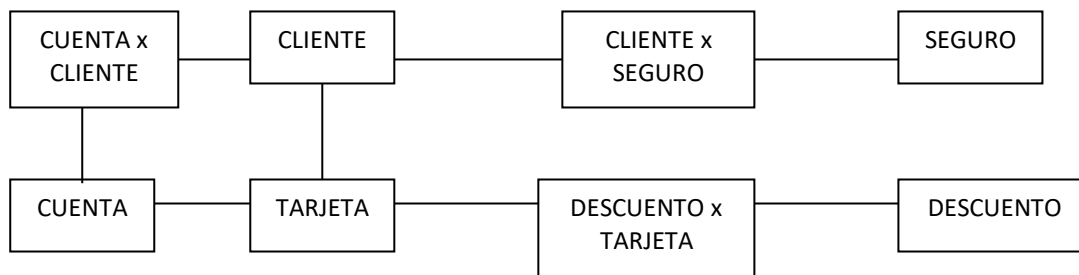 CUENTA x
CLIENTE
CLIENTE
CLIENTE x
SEGURO
SEGURO
CUENTA
TARJETA
DESCUENTO x
TARJETA
DESCUENTO